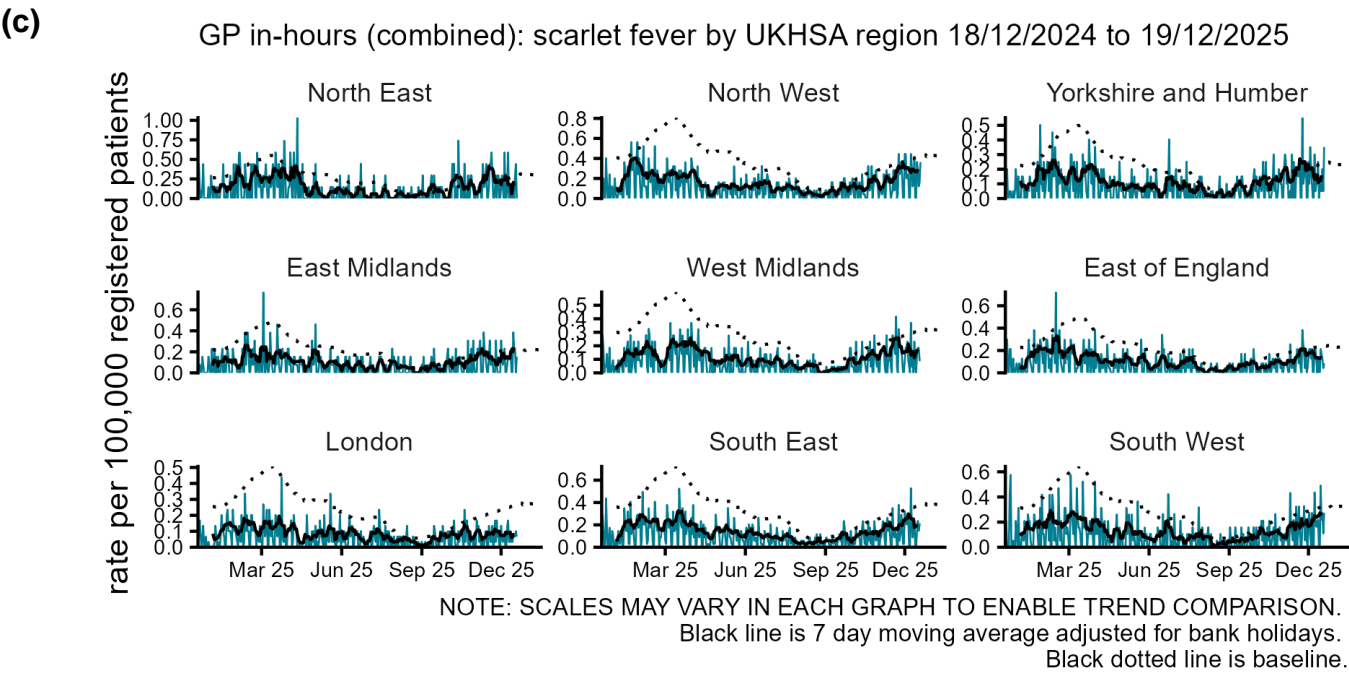 (c)
GP in-hours (combined): scarlet fever by UKHSA region 18/12/2024 to 19/12/2025
rate per 100,000 registered patients
North East
1.00
0.75
0.50
0.25
0.00
North West
0.8
0.6
0.4
0.2
0.0
Yorkshire and Humber
0.5
0.4
0.3
0.2
0.1
0.0
East Midlands
0.6
0.4
0.2
0.0
West Midlands
0.5
0.4
0.3
0.2
0.1
0.0
East of England
0.6
0.4
0.2
0.0
London
0.5
0.4
0.3
0.2
0.1
0.0
Mar 25 Jun 25 Sep 25 Dec 25
South East
0.6
0.4
0.2
0.0
Mar 25 Jun 25 Sep 25 Dec 25
South West
0.6
0.4
0.2
0.0
Mar 25 Jun 25 Sep 25 Dec 25
NOTE: SCALES MAY VARY IN EACH GRAPH TO ENABLE TREND COMPARISON.
Black line is 7 day moving average adjusted for bank holidays.
Black dotted line is baseline.